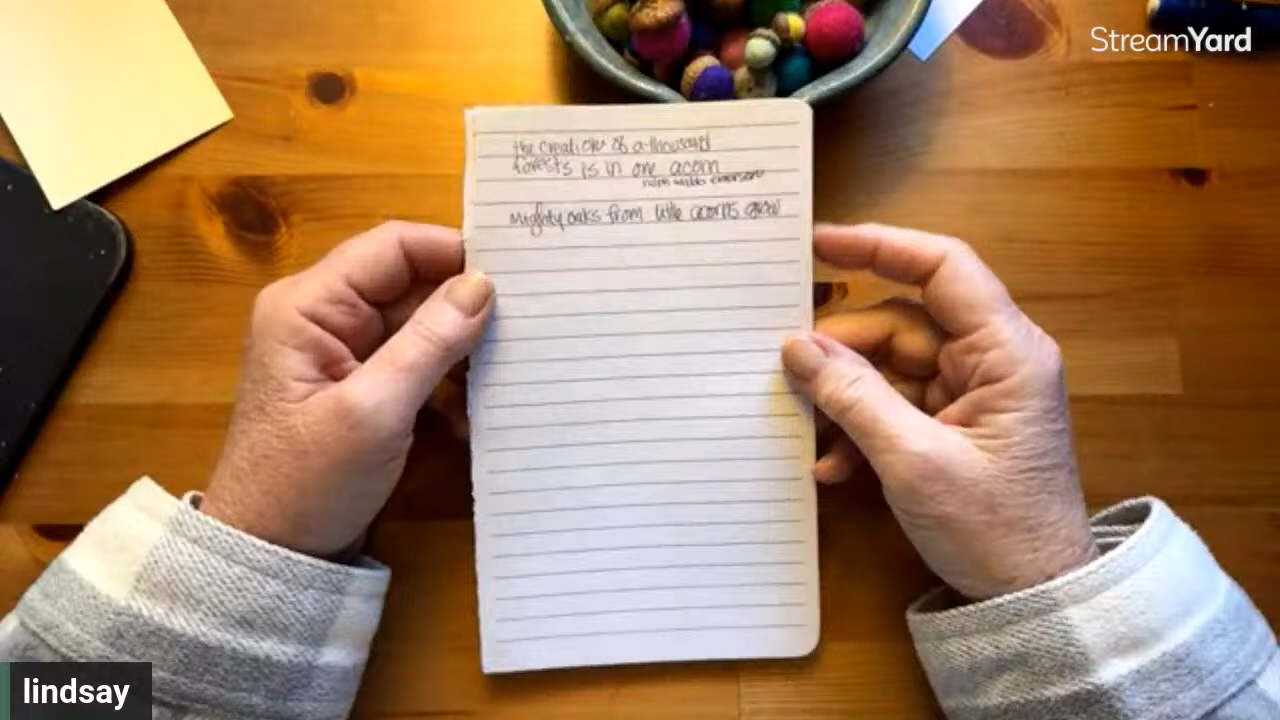 StreamYard
the creation of a thousand
forests is in one acorn
ralph waldo emerson
Mighty oaks from little acorns grow
lindsay